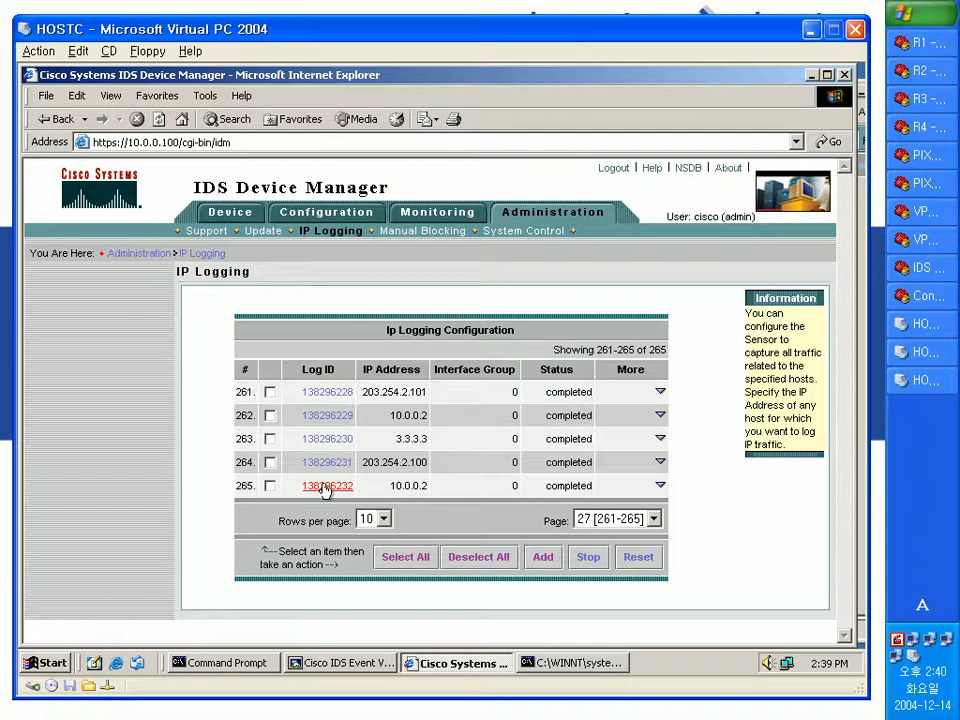 HOSTC - Microsoft Virtual PC 2004
Action Edit CD Floppy Help
Cisco Systems IDS Device Manager - Microsoft Internet Explorer
File Edit View Favorites Tools Help
Back Search Favorites Media
Address https://10.0.0.100/cgi-bin/idm Go
CISCO SYSTEMS
IDS Device Manager
Logout | Help | NSDB | About |
Device Configuration Monitoring Administration
User: cisco (admin)
Support Update IP Logging Manual Blocking System Control
You Are Here: Administration > IP Logging
IP Logging
Ip Logging Configuration
Showing 261-265 of 265
# Log ID IP Address Interface Group Status More
261. 138296228 203.254.2.101 0 completed
262. 138296229 10.0.0.2 0 completed
263. 138296230 3.3.3.3 0 completed
264. 138296231 203.254.2.100 0 completed
265. 138296232 10.0.0.2 0 completed
Rows per page: 10 Page: 27 [261-265]
Select an item then
take an action -->
Select All Deselect All Add Stop Reset
Information
You can
configure the
Sensor to
capture all traffic
related to the
specified hosts.
Specify the IP
Address of any
host for which
you want to log
IP traffic.
Start Command Prompt Cisco IDS Event V... Cisco Systems ... C:\WINNT\syste... 2:39 PM
R1 -...
R2 -...
R3 -...
R4 -...
PIX...
PIX...
VP...
VP...
IDS ...
Con...
HO...
HO...
HO...
A
오후 2:40
화요일
2004-12-14